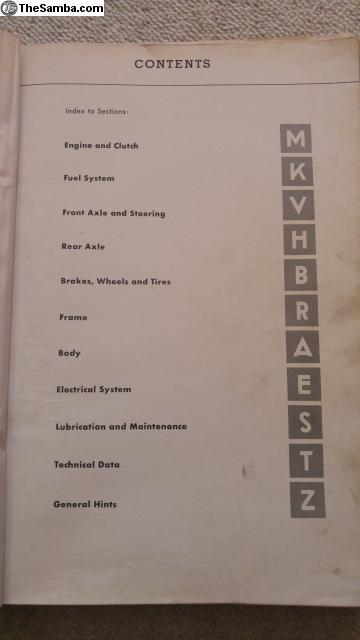 TheSamba.com
CONTENTS
Index to Sections:
Engine and Clutch M
Fuel System K
Front Axle and Steering V
Rear Axle H
Brakes, Wheels and Tires B
Frame R
Body A
Electrical System E
Lubrication and Maintenance S
Technical Data T
General Hints Z